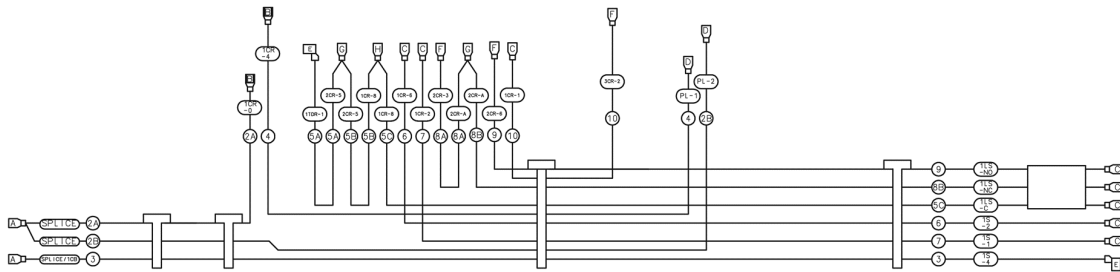 F
D
1CR
-4
E
G
H
C
C
F
G
F
C
D
3CR-2
PL-2
2CR-5
1CR-8
1CR-6
2CR-3
2CR-A
1CR-1
PL-1
1CR
-0
1TDR-1
2CR-5
1CR-8
1CR-2
2CR-A
2CR-6
10
4
2B
2A
4
5A
5A
5B
5B
5C
6
7
8A
8A
8B
9
10
9
1LS
-NO
C
8B
1LS
-NC
C
5C
1LS
-C
C
A
SPLICE
2A
6
1S
-2
C
SPLICE
2B
7
1S
-1
C
A
SPLICE/1CB
3
3
1S
-4
E